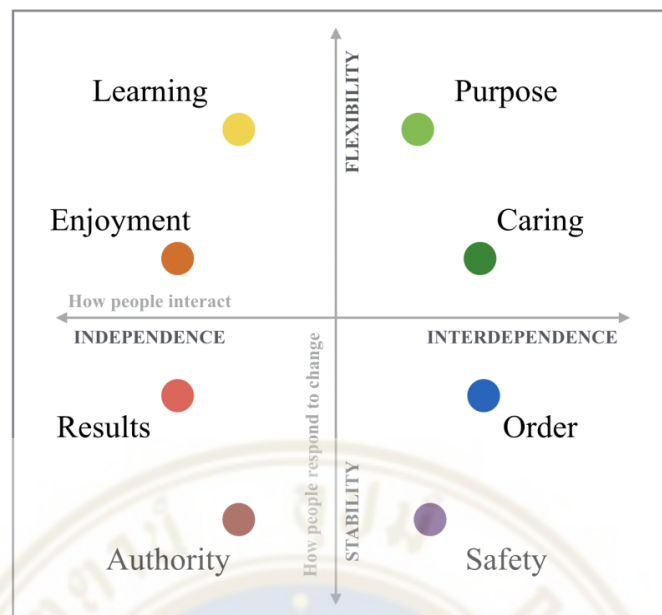 Learning
Purpose
FLEXIBILITY
Enjoyment
Caring
How people interact
INDEPENDENCE
INTERDEPENDENCE
How people respond to change
Results
Order
STABILITY
Authority
Safety